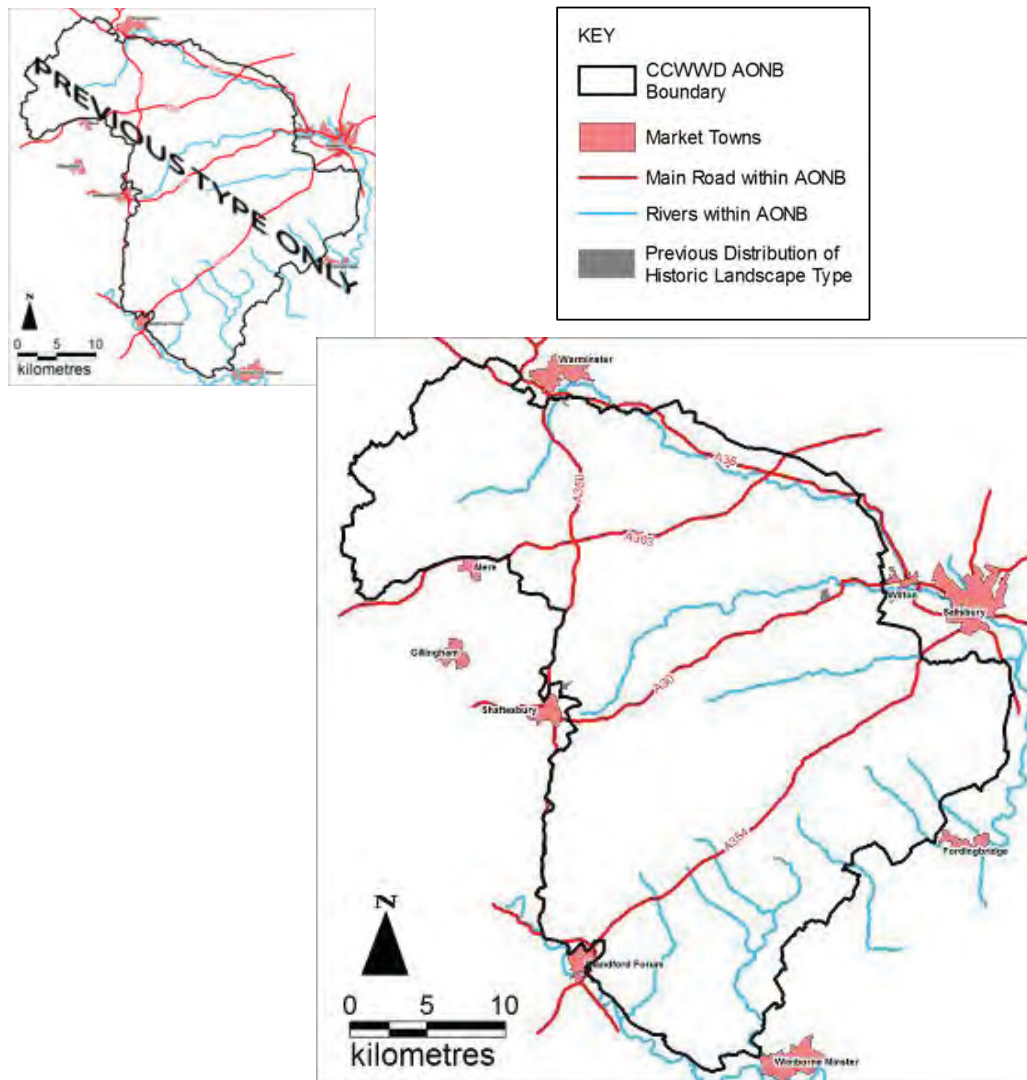 PREVIOUS TYPE ONLY
N
0 5 10
kilometres
KEY
CCWWD AONB
Boundary
Market Towns
Main Road within AONB
Rivers within AONB
Previous Distribution of
Historic Landscape Type
Warminster
A36
A350
A303
Mere
Wilton
Salisbury
Gillingham
A30
Shaftesbury
A354
Fordingbridge
N
Blandford Forum
0 5 10
kilometres
Wimborne Minster